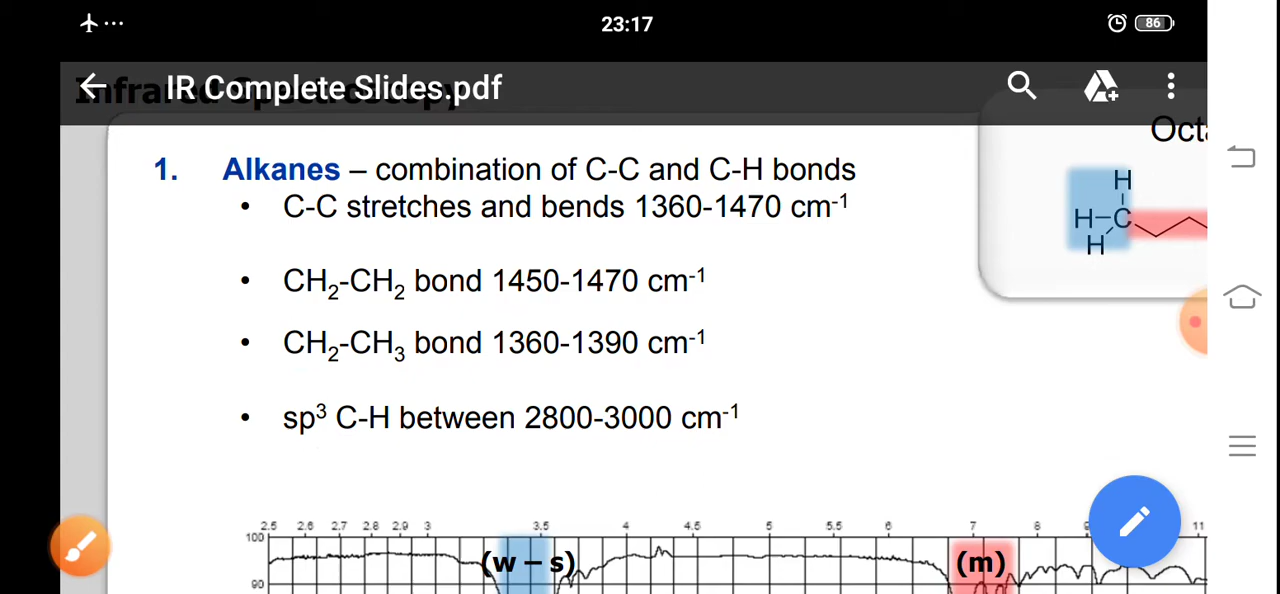 23:17
86
IR Complete Slides.pdf
Infrared Spectroscopy
1. Alkanes – combination of C-C and C-H bonds
• C-C stretches and bends 1360-1470 cm-1
• CH2-CH2 bond 1450-1470 cm-1
• CH2-CH3 bond 1360-1390 cm-1
• sp3 C-H between 2800-3000 cm-1
H
H-C
H
2.5 2.6 2.7 2.8 2.9 3 3.5 4 4.5 5 5.5 6 7 8 11
100
(w – s) (m)
90